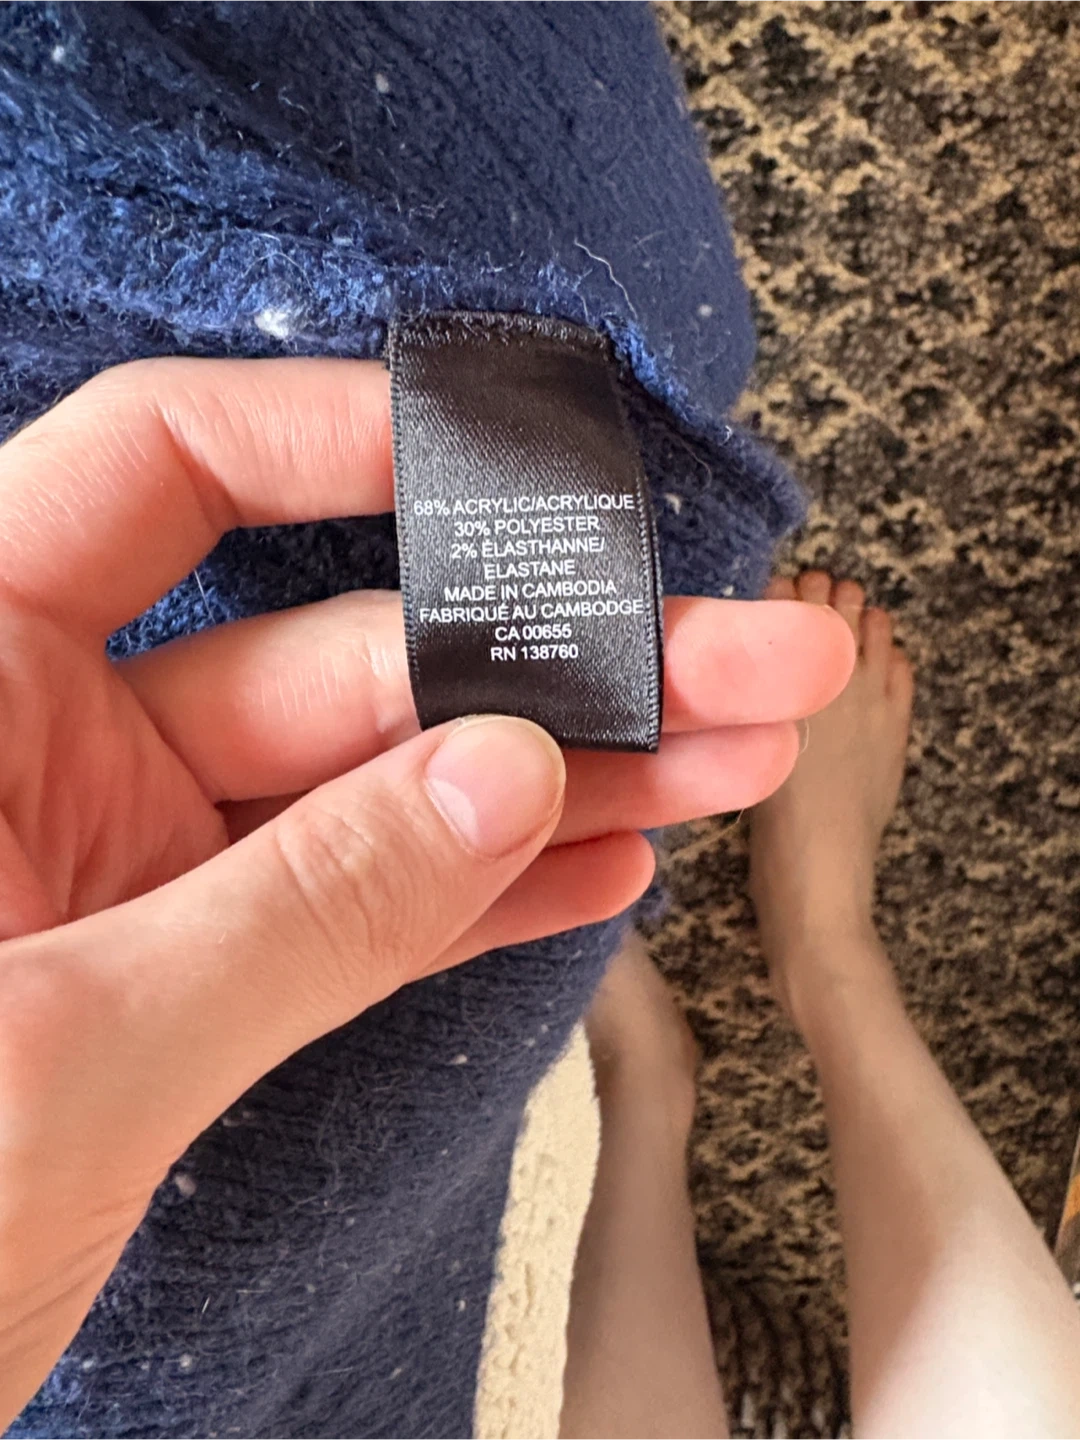 68% ACRYLIC/ACRYLIQUE
30% POLYESTER
2% ÉLASTHANNE/
ELASTANE
MADE IN CAMBODIA
FABRIQUÉ AU CAMBODGE
CA 00655
RN 138760